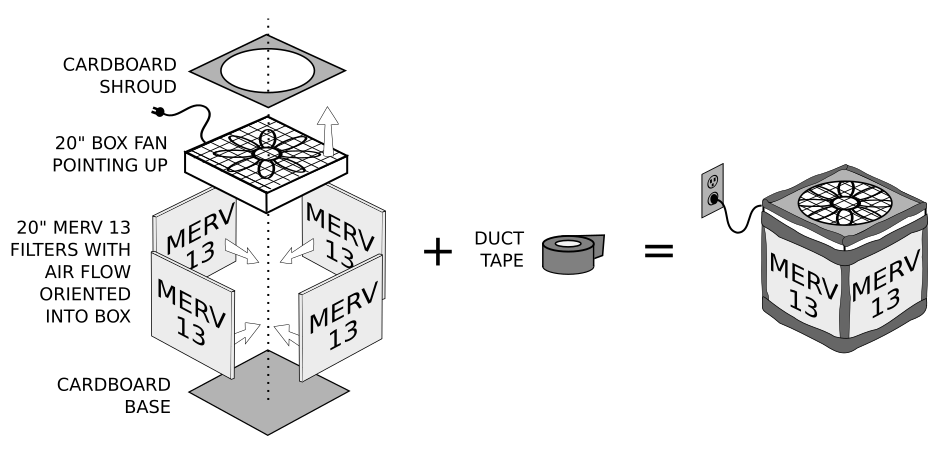 CARDBOARD
SHROUD
20" BOX FAN
POINTING UP
20" MERV 13
FILTERS WITH
AIR FLOW
ORIENTED
INTO BOX
CARDBOARD
BASE
MERV
13
MERV
13
MERV
13
MERV
13
+
DUCT
TAPE
=
MERV
13
MERV
13